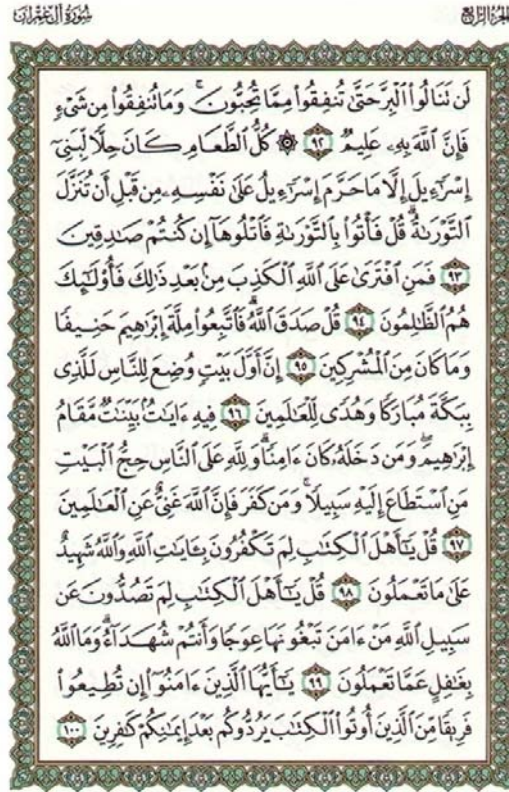 سُورَةُ آلِ عِمْرَانَ
الجُزْءُ الرَّابِعُ
لَن تَنَالُوا۟ ٱلْبِرَّ حَتَّىٰ تُنفِقُوا۟ مِمَّا تُحِبُّونَ ۚ وَمَا تُنفِقُوا۟ مِن شَىْءٍ
فَإِنَّ ٱللَّهَ بِهِۦ عَلِيمٌ ٩٢ ۞ كُلُّ ٱلطَّعَامِ كَانَ حِلًّا لِّبَنِىٓ
إِسْرَٰٓءِيلَ إِلَّا مَا حَرَّمَ إِسْرَٰٓءِيلُ عَلَىٰ نَفْسِهِۦ مِن قَبْلِ أَن تُنَزَّلَ
ٱلتَّوْرَىٰةُ ۗ قُلْ فَأْتُوا۟ بِٱلتَّوْرَىٰةِ فَٱتْلُوهَآ إِن كُنتُمْ صَـٰدِقِينَ
٩٣ فَمَنِ ٱفْتَرَىٰ عَلَى ٱللَّهِ ٱلْكَذِبَ مِنۢ بَعْدِ ذَٰلِكَ فَأُو۟لَـٰٓئِكَ
هُمُ ٱلظَّـٰلِمُونَ ٩٤ قُلْ صَدَقَ ٱللَّهُ ۗ فَٱتَّبِعُوا۟ مِلَّةَ إِبْرَٰهِيمَ حَنِيفًا
وَمَا كَانَ مِنَ ٱلْمُشْرِكِينَ ٩٥ إِنَّ أَوَّلَ بَيْتٍ وُضِعَ لِلنَّاسِ لَلَّذِى
بِبَكَّةَ مُبَارَكًا وَهُدًى لِّلْعَـٰلَمِينَ ٩٦ فِيهِ ءَايَـٰتٌۢ بَيِّنَـٰتٌ مَّقَامُ
إِبْرَٰهِيمَ ۖ وَمَن دَخَلَهُۥ كَانَ ءَامِنًا ۗ وَلِلَّهِ عَلَى ٱلنَّاسِ حِجُّ ٱلْبَيْتِ
مَنِ ٱسْتَطَاعَ إِلَيْهِ سَبِيلًا ۚ وَمَن كَفَرَ فَإِنَّ ٱللَّهَ غَنِىٌّ عَنِ ٱلْعَـٰلَمِينَ
٩٧ قُلْ يَـٰٓأَهْلَ ٱلْكِتَـٰبِ لِمَ تَكْفُرُونَ بِـَٔايَـٰتِ ٱللَّهِ وَٱللَّهُ شَهِيدٌ
عَلَىٰ مَا تَعْمَلُونَ ٩٨ قُلْ يَـٰٓأَهْلَ ٱلْكِتَـٰبِ لِمَ تَصُدُّونَ عَن
سَبِيلِ ٱللَّهِ مَنْ ءَامَنَ تَبْغُونَهَا عِوَجًا وَأَنتُمْ شُهَدَآءُ ۗ وَمَا ٱللَّهُ
بِغَـٰفِلٍ عَمَّا تَعْمَلُونَ ٩٩ يَـٰٓأَيُّهَا ٱلَّذِينَ ءَامَنُوٓا۟ إِن تُطِيعُوا۟
فَرِيقًا مِّنَ ٱلَّذِينَ أُوتُوا۟ ٱلْكِتَـٰبَ يَرُدُّوكُم بَعْدَ إِيمَـٰنِكُمْ كَـٰفِرِينَ ١٠٠